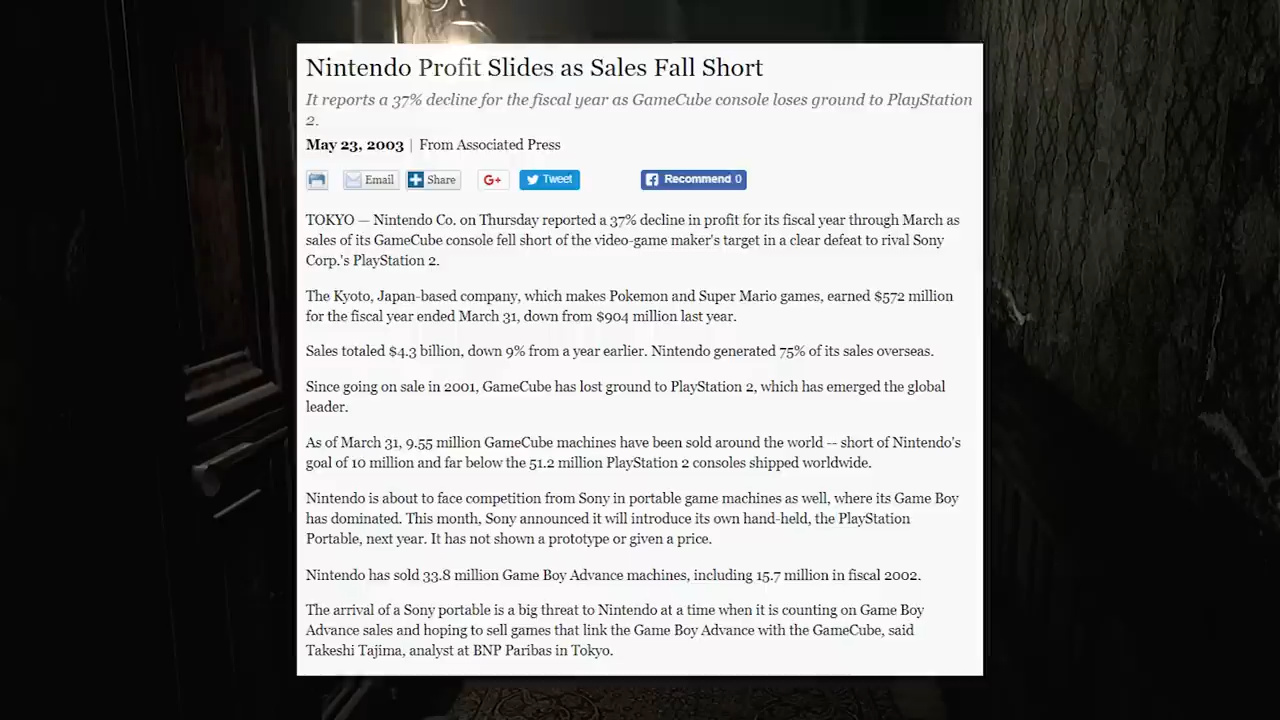 Nintendo Profit Slides as Sales Fall Short
It reports a 37% decline for the fiscal year as GameCube console loses ground to PlayStation
2.
May 23, 2003 | From Associated Press
Email Share G+ Tweet Recommend 0
TOKYO — Nintendo Co. on Thursday reported a 37% decline in profit for its fiscal year through March as
sales of its GameCube console fell short of the video-game maker's target in a clear defeat to rival Sony
Corp.'s PlayStation 2.
The Kyoto, Japan-based company, which makes Pokemon and Super Mario games, earned $572 million
for the fiscal year ended March 31, down from $904 million last year.
Sales totaled $4.3 billion, down 9% from a year earlier. Nintendo generated 75% of its sales overseas.
Since going on sale in 2001, GameCube has lost ground to PlayStation 2, which has emerged the global
leader.
As of March 31, 9.55 million GameCube machines have been sold around the world -- short of Nintendo's
goal of 10 million and far below the 51.2 million PlayStation 2 consoles shipped worldwide.
Nintendo is about to face competition from Sony in portable game machines as well, where its Game Boy
has dominated. This month, Sony announced it will introduce its own hand-held, the PlayStation
Portable, next year. It has not shown a prototype or given a price.
Nintendo has sold 33.8 million Game Boy Advance machines, including 15.7 million in fiscal 2002.
The arrival of a Sony portable is a big threat to Nintendo at a time when it is counting on Game Boy
Advance sales and hoping to sell games that link the Game Boy Advance with the GameCube, said
Takeshi Tajima, analyst at BNP Paribas in Tokyo.